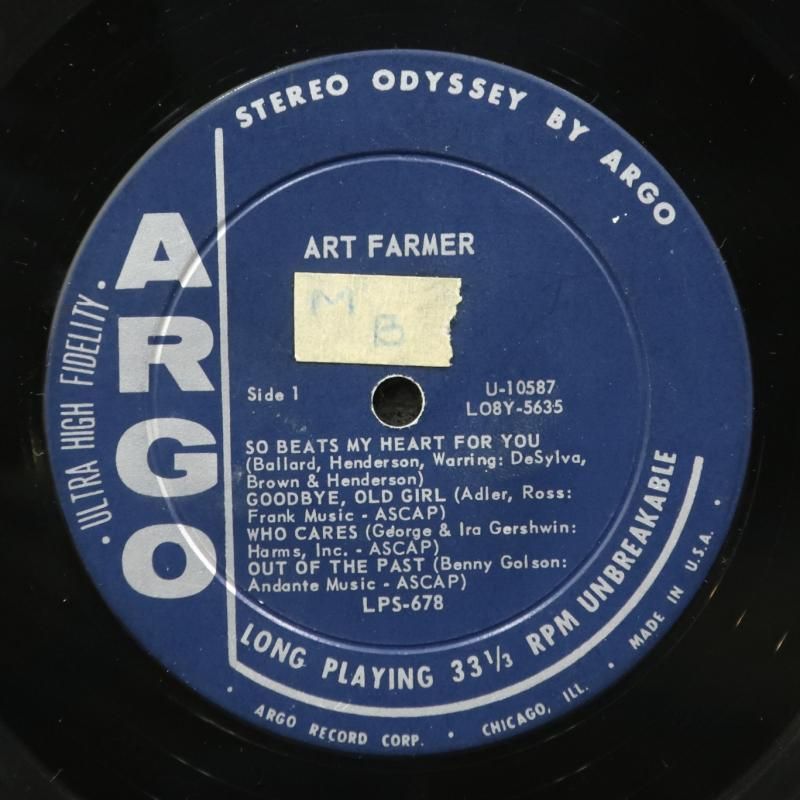 STEREO ODYSSEY BY ARGO
ARGO
• ULTRA HIGH FIDELITY •
ART FARMER
M B
Side 1
U-10587
LO8Y-5635
SO BEATS MY HEART FOR YOU
(Ballard, Henderson, Warring: DeSylva,
Brown & Henderson)
GOODBYE, OLD GIRL (Adler, Ross:
Frank Music - ASCAP)
WHO CARES (George & Ira Gershwin:
Harms, Inc. - ASCAP)
OUT OF THE PAST (Benny Golson:
Andante Music - ASCAP)
LPS-678
LONG PLAYING 33⅓ RPM UNBREAKABLE
• ARGO RECORD CORP. • CHICAGO, ILL. • MADE IN U.S.A. •